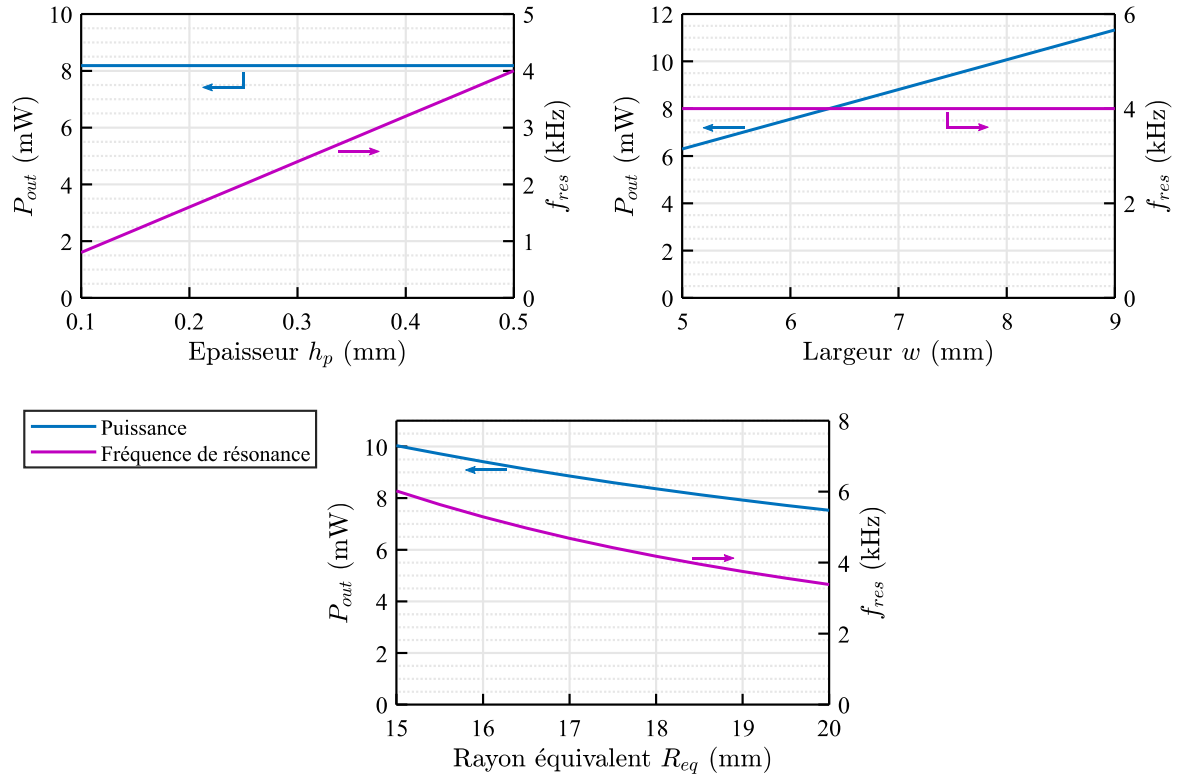 10
8
6
4
2
0
P_out (mW)
5
4
3
2
1
0
f_res (kHz)
0.1 0.2 0.3 0.4 0.5
Epaisseur h_p (mm)
12
10
8
6
4
2
0
P_out (mW)
6
4
2
0
f_res (kHz)
5 6 7 8 9
Largeur w (mm)
Puissance
Fréquence de résonance
10
8
6
4
2
0
P_out (mW)
8
6
4
2
0
f_res (kHz)
15 16 17 18 19 20
Rayon équivalent R_eq (mm)